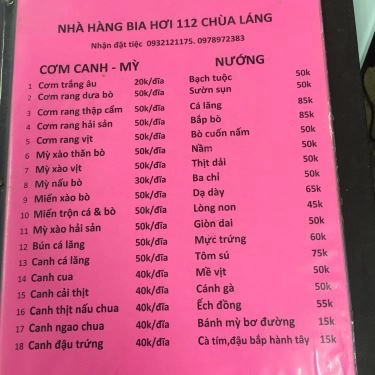 NHÀ HÀNG BIA HƠI 112 CHÙA LÁNG
Nhận đặt tiệc 0932121175. 0978972383
CƠM CANH - MỲ
1 Cơm trắng âu 20k/đĩa
2 Cơm rang dưa bò 50k/đĩa
3 Cơm rang thập cẩm 50k/đĩa
4 Cơm rang hải sản 50k/đĩa
5 Cơm rang vịt 50k/đĩa
6 Mỳ xào thăn bò 50k/đĩa
7 Mỳ xào vịt 50k/đĩa
8 Mỳ nấu bò 30k/đĩa
9 Miến xào bò 50k/đĩa
10 Miến trộn cá & bò 50k/đĩa
11 Mỳ xào hải sản 50k/đĩa
12 Bún cá lăng 50k/đĩa
13 Canh cá lăng 50k/đĩa
14 Canh cua 40k/đĩa
15 Canh cải thịt 40k/đĩa
16 Canh thịt nấu chua 40k/đĩa
17 Canh ngao chua 40k/đĩa
18 Canh đậu trứng 40k/đĩa
NƯỚNG
Bạch tuộc 50k
Sườn sụn 50k
Cá lăng 85k
Bắp bò 85k
Bò cuốn nấm 50k
Nầm 50k
Thịt dải 50k
Ba chỉ 50k
Dạ dày 65k
Lòng non 45k
Giòn dai 50k
Mực trứng 60k
Tôm sú 75k
Mề vịt 50k
Cánh gà 50k
Ếch đồng 55k
Bánh mỳ bơ đường 15k
Cà tím,đậu bắp hành tây 15k